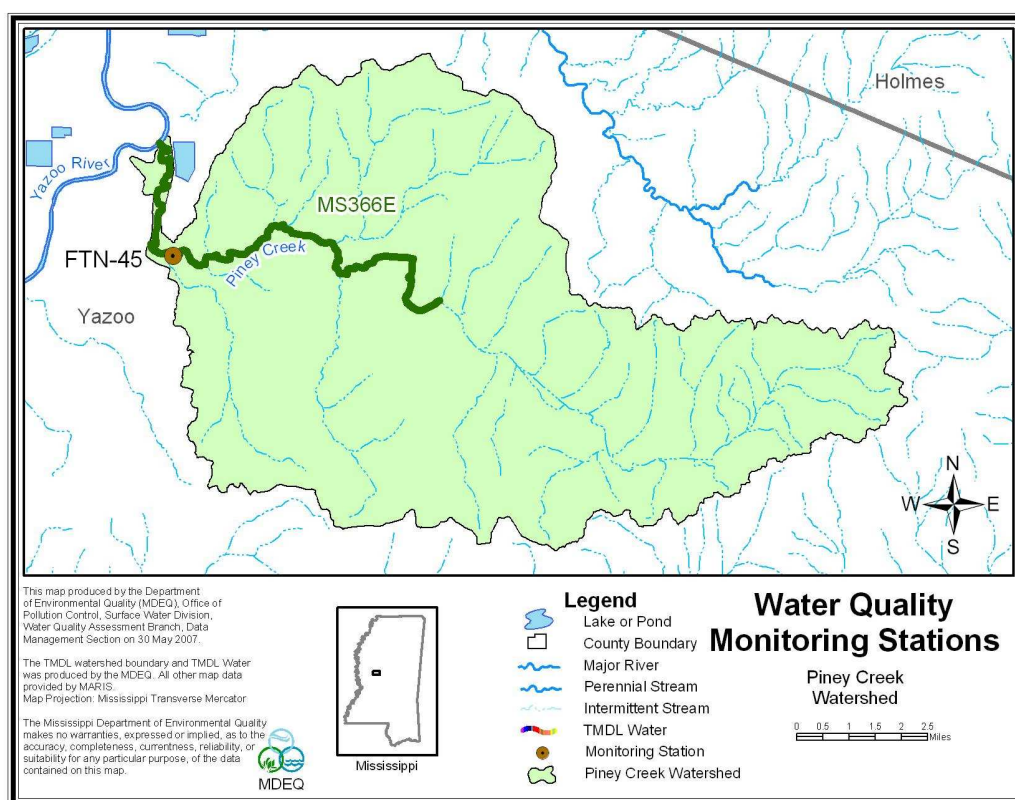 Holmes
Yazoo River
MS366E
FTN-45
Piney Creek
Yazoo
N
W E
S
This map produced by the Department
of Environmental Quality (MDEQ), Office of
Pollution Control, Surface Water Division,
Water Quality Assessment Branch, Data
Management Section on 30 May 2007.
The TMDL watershed boundary and TMDL Water
was produced by the MDEQ. All other map data
provided by MARIS.
Map Projection: Mississippi Transverse Mercator
The Mississippi Department of Environmental Quality
makes no warranties, expressed or implied, as to the
accuracy, completeness, currentness, reliability, or
suitability for any particular purpose, of the data
contained on this map.
MDEQ
Mississippi
Legend
Lake or Pond
County Boundary
Major River
Perennial Stream
Intermittent Stream
TMDL Water
Monitoring Station
Piney Creek Watershed
Water Quality
Monitoring Stations
Piney Creek
Watershed
0 0.5 1 1.5 2 2.5
Miles